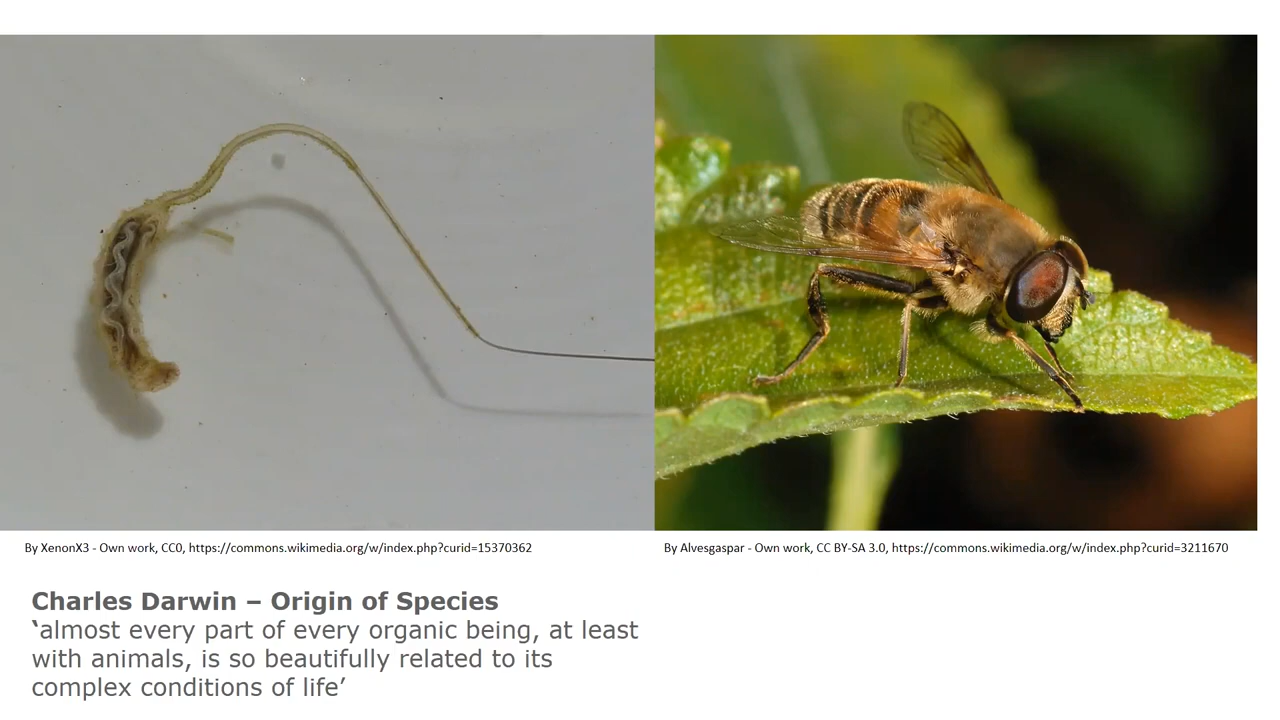 By XenonX3 - Own work, CC0, https://commons.wikimedia.org/w/index.php?curid=15370362
By Alvesgaspar - Own work, CC BY-SA 3.0, https://commons.wikimedia.org/w/index.php?curid=3211670
Charles Darwin – Origin of Species
‘almost every part of every organic being, at least
with animals, is so beautifully related to its
complex conditions of life’